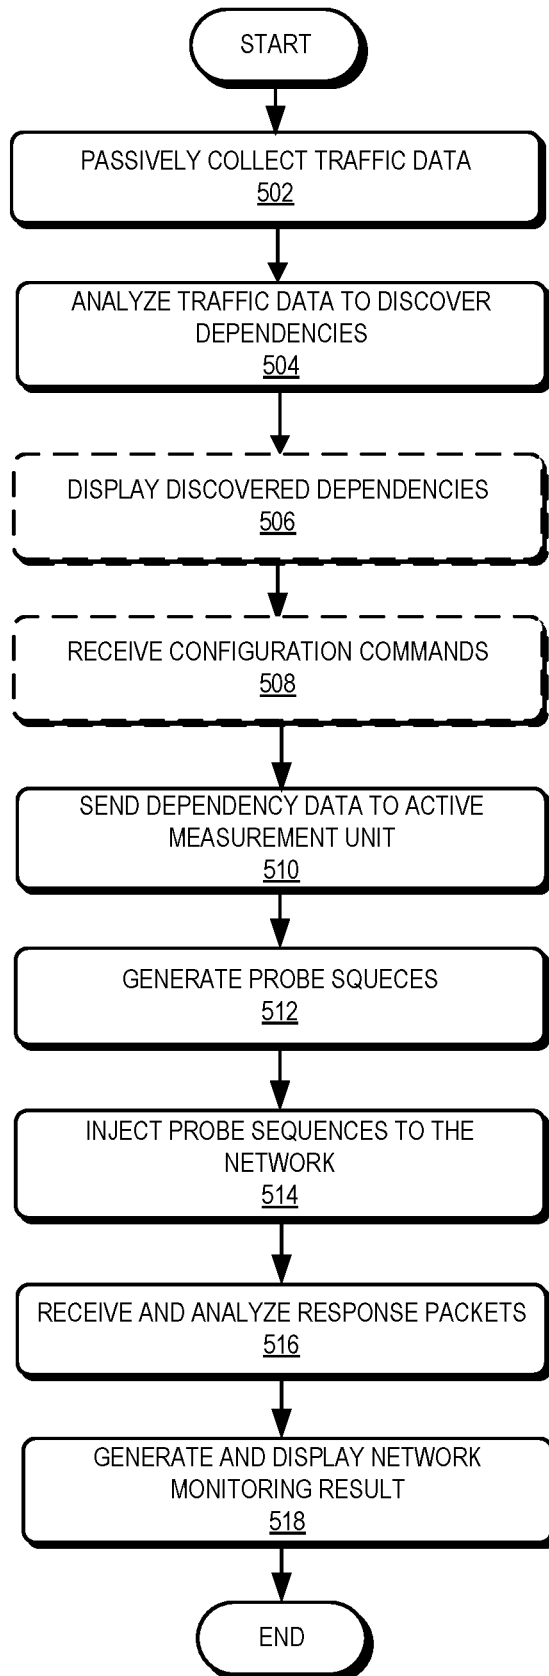 START
PASSIVELY COLLECT TRAFFIC DATA
502
ANALYZE TRAFFIC DATA TO DISCOVER
DEPENDENCIES
504
DISPLAY DISCOVERED DEPENDENCIES
506
RECEIVE CONFIGURATION COMMANDS
508
SEND DEPENDENCY DATA TO ACTIVE
MEASUREMENT UNIT
510
GENERATE PROBE SQUECES
512
INJECT PROBE SEQUENCES TO THE
NETWORK
514
RECEIVE AND ANALYZE RESPONSE PACKETS
516
GENERATE AND DISPLAY NETWORK
MONITORING RESULT
518
END